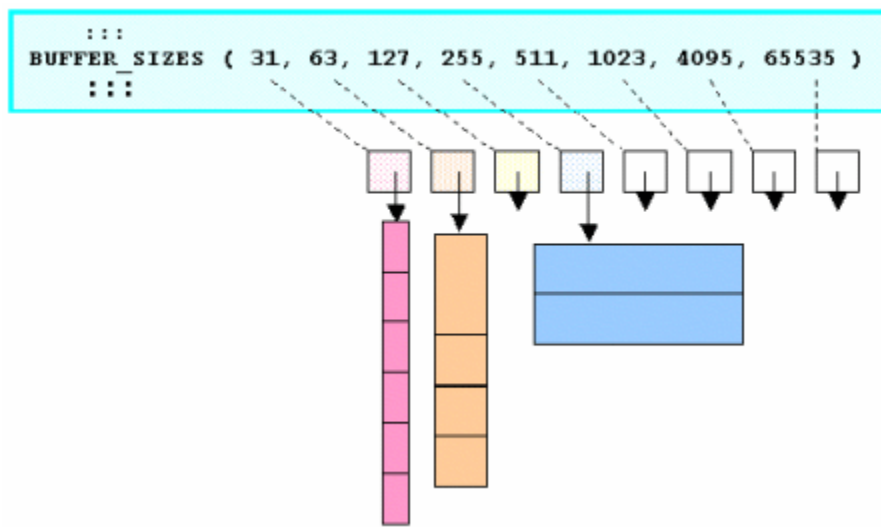 :::
BUFFER_SIZES ( 31, 63, 127, 255, 511, 1023, 4095, 65535 )
:::